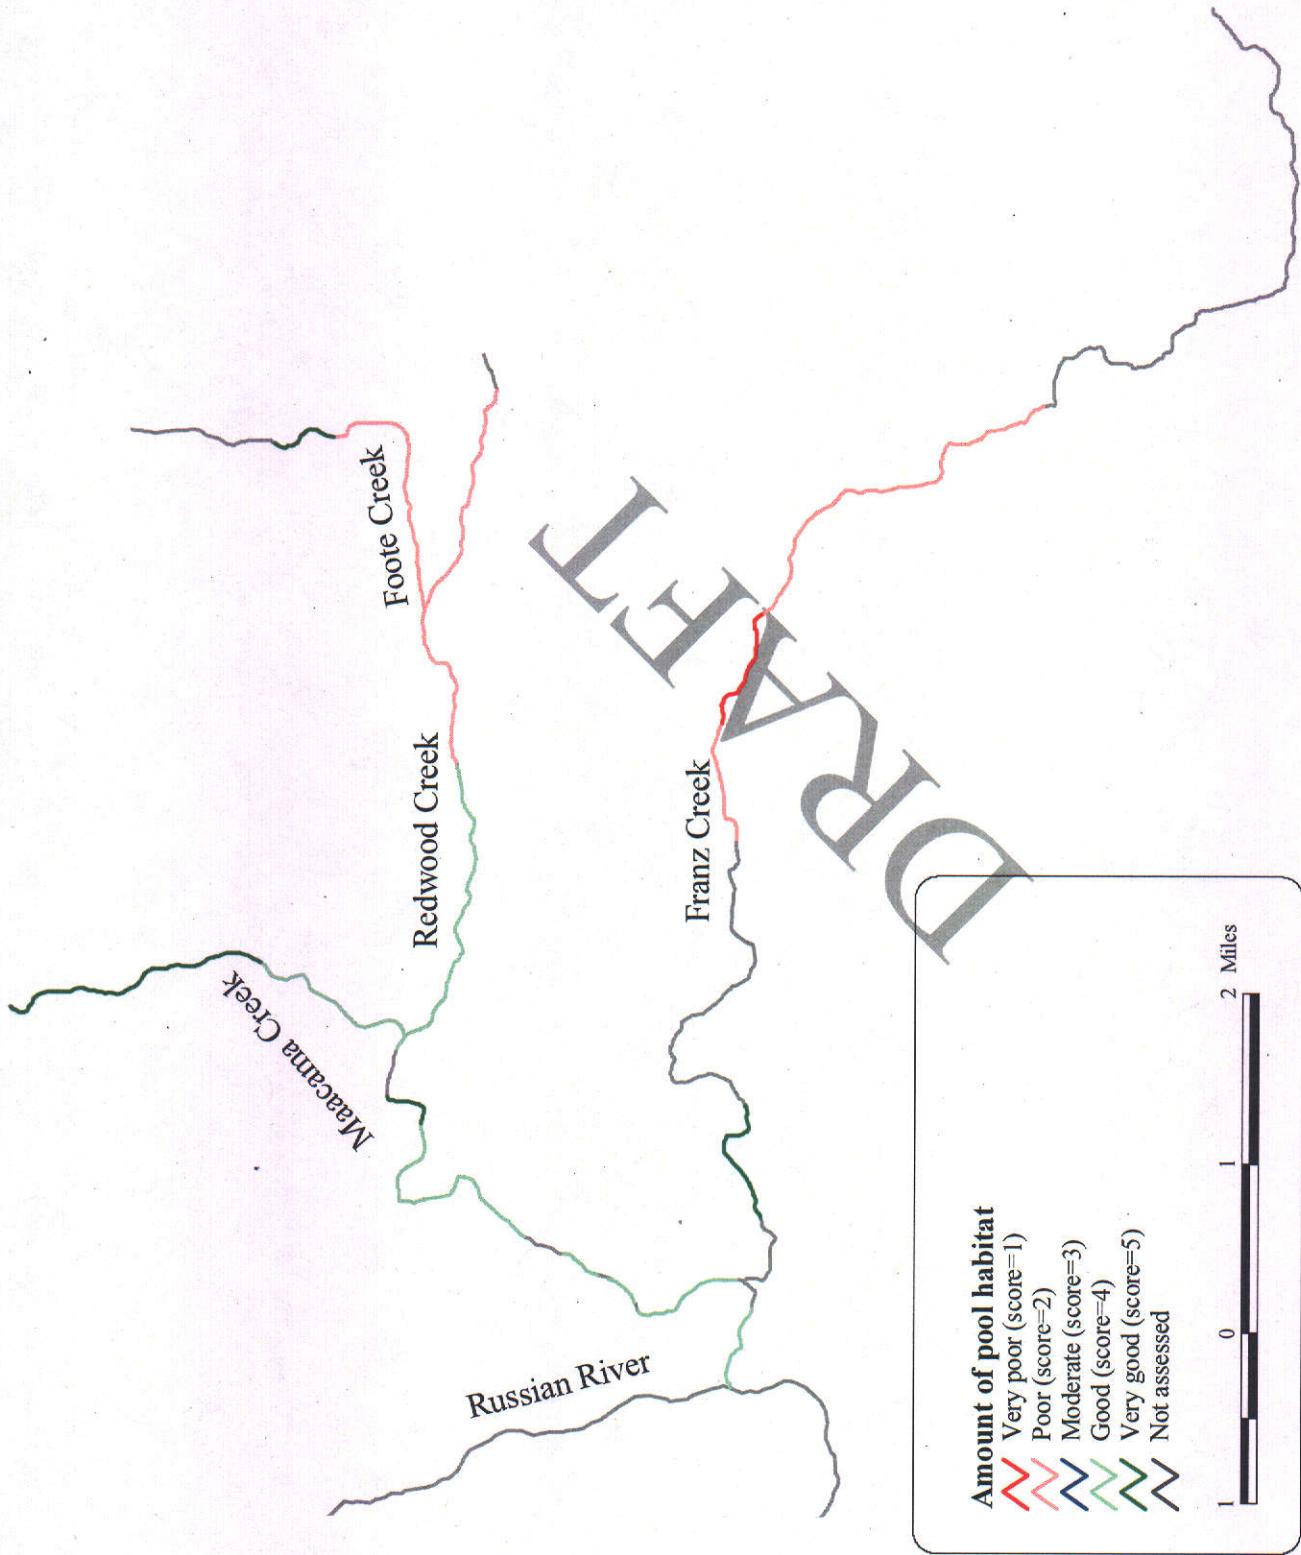 Foote Creek
Redwood Creek
Maacama Creek
Franz Creek
Russian River
DRAFT
Amount of pool habitat
Very poor (score=1)
Poor (score=2)
Moderate (score=3)
Good (score=4)
Very good (score=5)
Not assessed
1 0 1 2 Miles